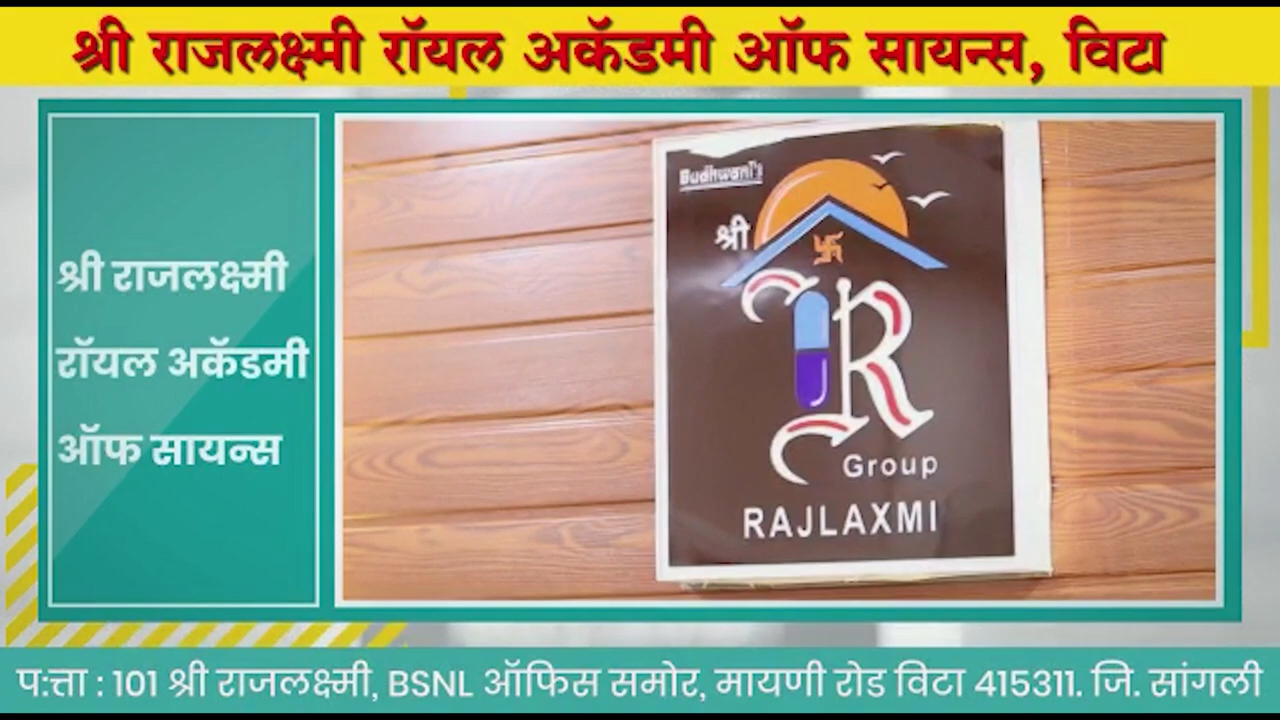 श्री राजलक्ष्मी रॉयल अकॅडमी ऑफ सायन्स, विटा
श्री राजलक्ष्मी
रॉयल अकॅडमी
ऑफ सायन्स
Budhwani's
श्री
R
Group
RAJLAXMI
प:त्ता : 101 श्री राजलक्ष्मी, BSNL ऑफिस समोर, मायणी रोड विटा 415311. जि. सांगली